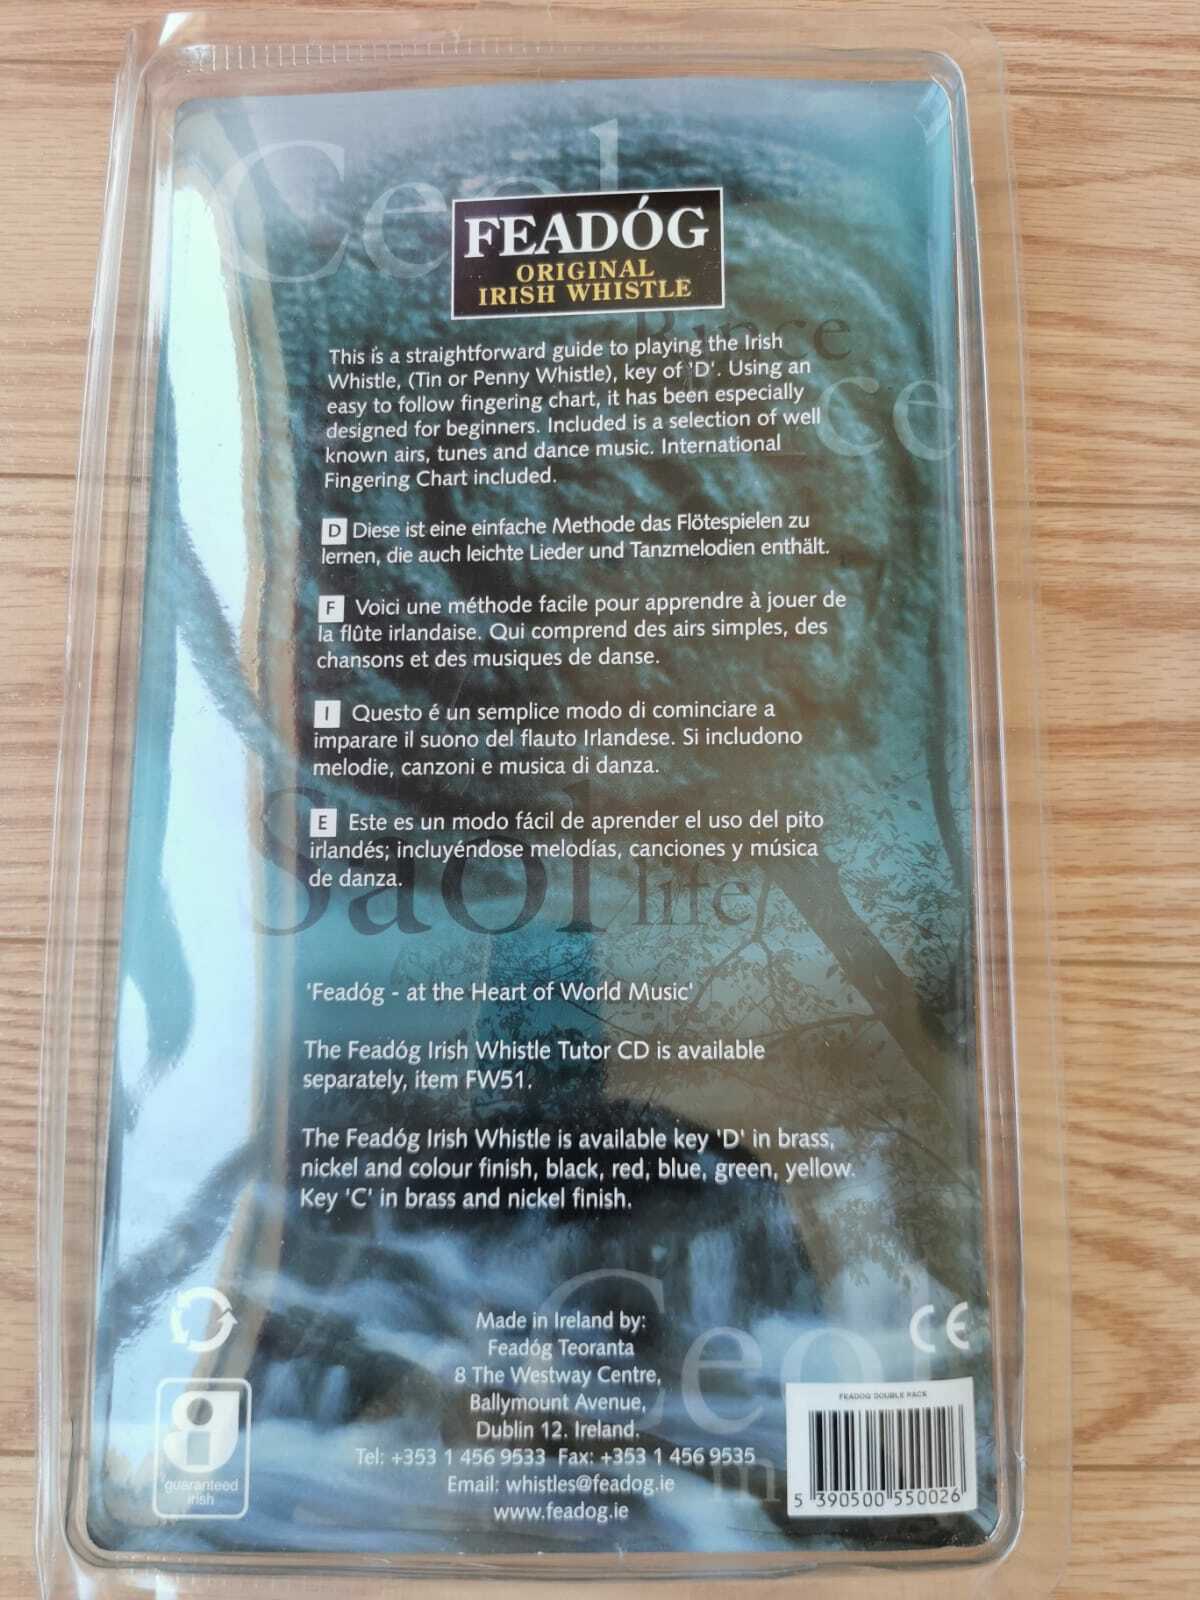 Ceol
FEADÓG
ORIGINAL
IRISH WHISTLE
Rince
This is a straightforward guide to playing the Irish
Whistle, (Tin or Penny Whistle), key of 'D'. Using an
easy to follow fingering chart, it has been especially
designed for beginners. Included is a selection of well
known airs, tunes and dance music. International
Fingering Chart included.
D Diese ist eine einfache Methode das Flötespielen zu
lernen, die auch leichte Lieder und Tanzmelodien enthält.
F Voici une méthode facile pour apprendre à jouer de
la flûte irlandaise. Qui comprend des airs simples, des
chansons et des musiques de danse.
I Questo é un semplice modo di cominciare a
imparare il suono del flauto Irlandese. Si includono
melodie, canzoni e musica di danza.
E Este es un modo fácil de aprender el uso del pito
irlandés; incluyéndose melodías, canciones y música
de danza.
Saol life
'Feadóg - at the Heart of World Music'
The Feadóg Irish Whistle Tutor CD is available
separately, item FW51.
The Feadóg Irish Whistle is available key 'D' in brass,
nickel and colour finish, black, red, blue, green, yellow.
Key 'C' in brass and nickel finish.
Ceol
Made in Ireland by:
Feadóg Teoranta
8 The Westway Centre,
Ballymount Avenue,
Dublin 12. Ireland.
Tel: +353 1 456 9533 Fax: +353 1 456 9535
Email: whistles@feadog.ie
www.feadog.ie
guaranteed
irish
CE
FEADOG DOUBLE PACK
5 390500 550026